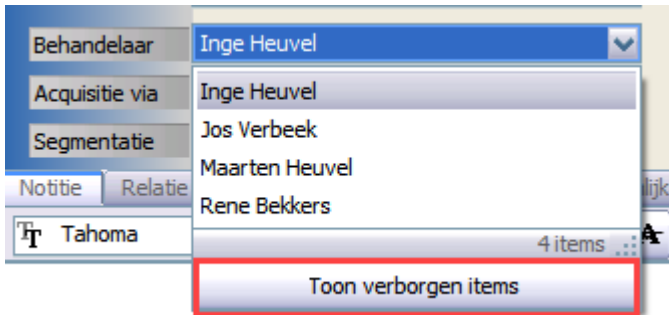 Behandelaar Inge Heuvel
Acquisitie via Inge Heuvel
Jos Verbeek
Segmentatie
Maarten Heuvel
Notitie Relatie
Rene Bekkers
Tahoma
4 items
Toon verborgen items